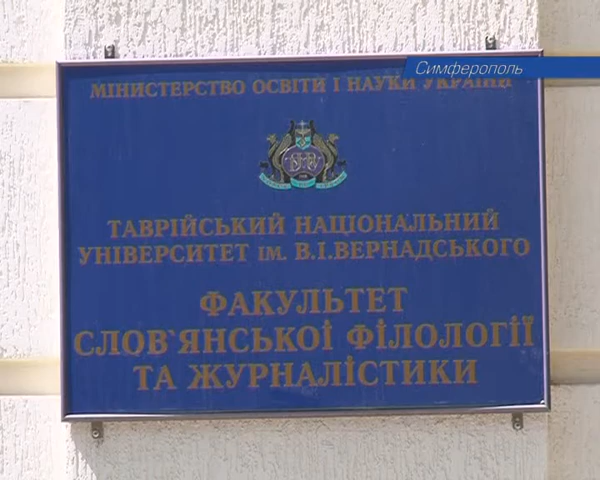 Симферополь
МІНІСТЕРСТВО ОСВІТИ І НАУКИ УКРАЇНИ
ТАВРІЙСЬКИЙ НАЦІОНАЛЬНИЙ
УНІВЕРСИТЕТ ІМ. В.І.ВЕРНАДСЬКОГО
ФАКУЛЬТЕТ
СЛОВ`ЯНСЬКОЇ ФІЛОЛОГІЇ
ТА ЖУРНАЛІСТИКИ